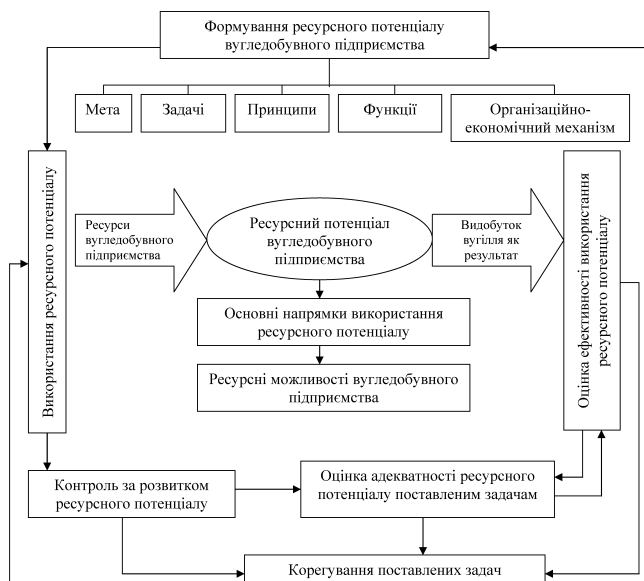 Формування ресурсного потенціалу
вугледобувного підприємства
Мета
Задачі
Принципи
Функції
Організаційно-
економічний механізм
Використання ресурсного потенціалу
Ресурси
вугледобувного
підприємства
Ресурсний потенціал
вугледобувного
підприємства
Видобуток
вугілля як
результат
Оцінка ефективності використання
ресурсного потенціалу
Основні напрямки використання
ресурсного потенціалу
Ресурсні можливості вугледобувного
підприємства
Контроль за розвитком
ресурсного потенціалу
Оцінка адекватності ресурсного
потенціалу поставленим задачам
Корегування поставлених задач